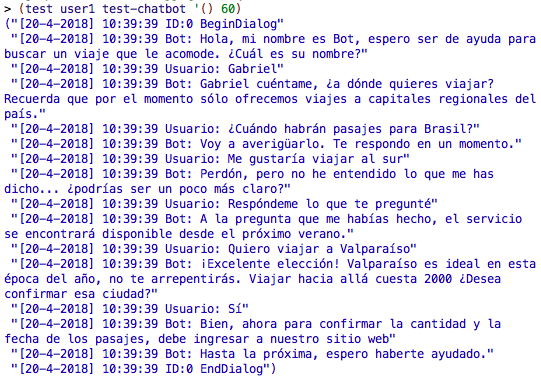 > (test user1 test-chatbot '() 60)
("[20-4-2018] 10:39:39 ID:0 BeginDialog"
"[20-4-2018] 10:39:39 Bot: Hola, mi nombre es Bot, espero ser de ayuda para
buscar un viaje que le acomode. ¿Cuál es su nombre?"
"[20-4-2018] 10:39:39 Usuario: Gabriel"
"[20-4-2018] 10:39:39 Bot: Gabriel cuéntame, ¿a dónde quieres viajar?
Recuerda que por el momento sólo ofrecemos viajes a capitales regionales del
país."
"[20-4-2018] 10:39:39 Usuario: ¿Cuándo habrán pasajes para Brasil?"
"[20-4-2018] 10:39:39 Bot: Voy a averigüarlo. Te respondo en un momento."
"[20-4-2018] 10:39:39 Usuario: Me gustaría viajar al sur"
"[20-4-2018] 10:39:39 Bot: Perdón, pero no he entendido lo que me has
dicho... ¿podrías ser un poco más claro?"
"[20-4-2018] 10:39:39 Usuario: Respóndeme lo que te pregunté"
"[20-4-2018] 10:39:39 Bot: A la pregunta que me habías hecho, el servicio
se encontrará disponible desde el próximo verano."
"[20-4-2018] 10:39:39 Usuario: Quiero viajar a Valparaíso"
"[20-4-2018] 10:39:39 Bot: ¡Excelente elección! Valparaíso es ideal en esta
época del año, no te arrepentirás. Viajar hacia allá cuesta 2000 ¿Desea
confirmar esa ciudad?"
"[20-4-2018] 10:39:39 Usuario: Sí"
"[20-4-2018] 10:39:39 Bot: Bien, ahora para confirmar la cantidad y la
fecha de los pasajes, debe ingresar a nuestro sitio web"
"[20-4-2018] 10:39:39 Bot: Hasta la próxima, espero haberte ayudado."
"[20-4-2018] 10:39:39 ID:0 EndDialog")